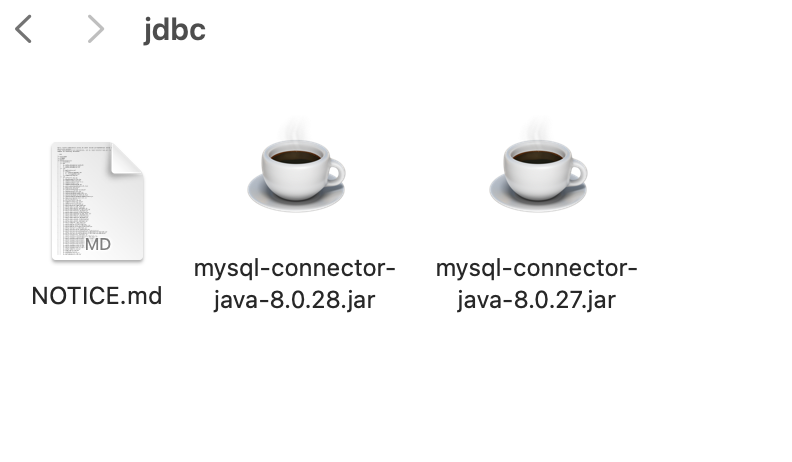 jdbc
MD
NOTICE.md
mysql-connector-
java-8.0.28.jar
mysql-connector-
java-8.0.27.jar